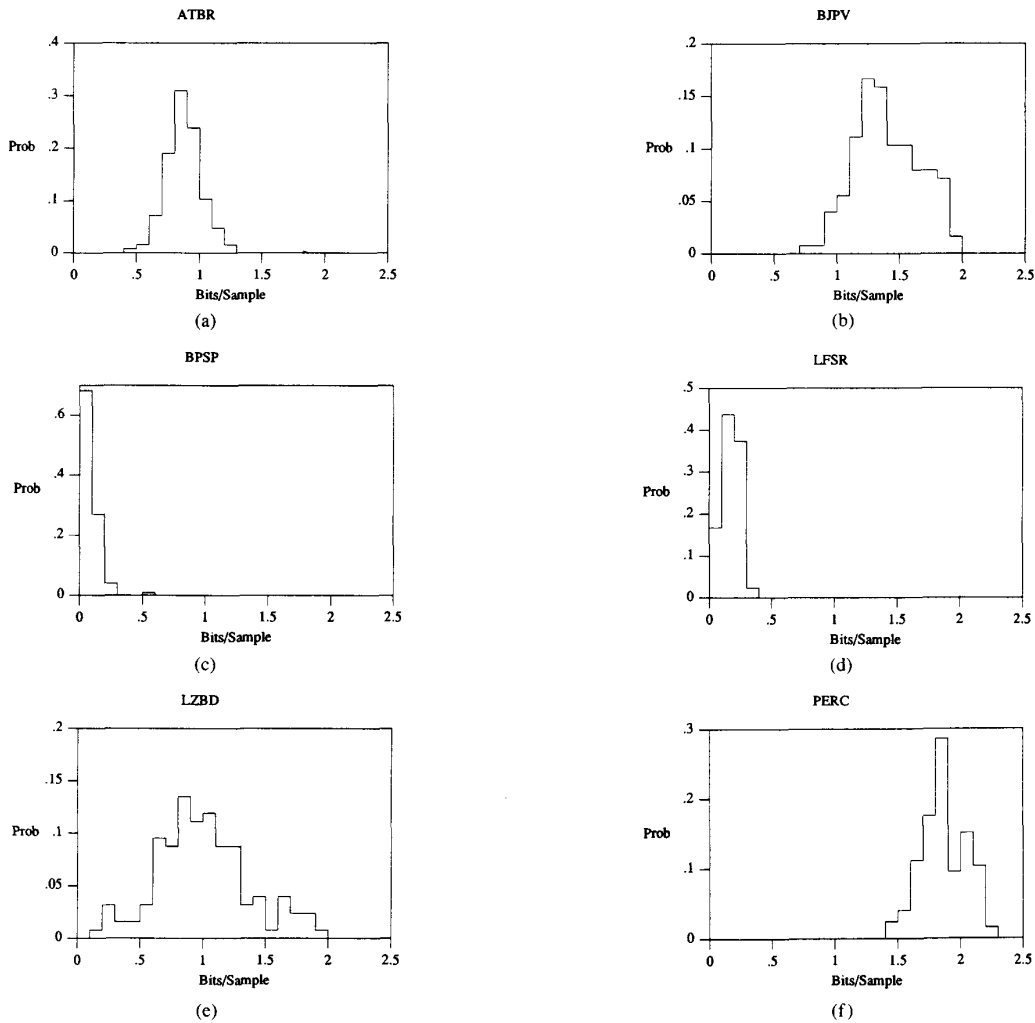 ATBR
.4
.3
.2
.1
0
Prob
0 .5 1 1.5 2 2.5
Bits/Sample
(a)
BJPV
.2
.15
.1
0.05
0
Prob
0 .5 1 1.5 2 2.5
Bits/Sample
(b)
BPSP
.6
.4
.2
0
Prob
0 .5 1 1.5 2 2.5
Bits/Sample
(c)
LFSR
.5
.4
.3
.2
.1
0
Prob
0 .5 1 1.5 2 2.5
Bits/Sample
(d)
LZBD
.2
.15
.1
0.05
0
Prob
0 .5 1 1.5 2 2.5
Bits/Sample
(e)
PERC
.3
.2
.1
0
Prob
0 .5 1 1.5 2 2.5
Bits/Sample
(f)